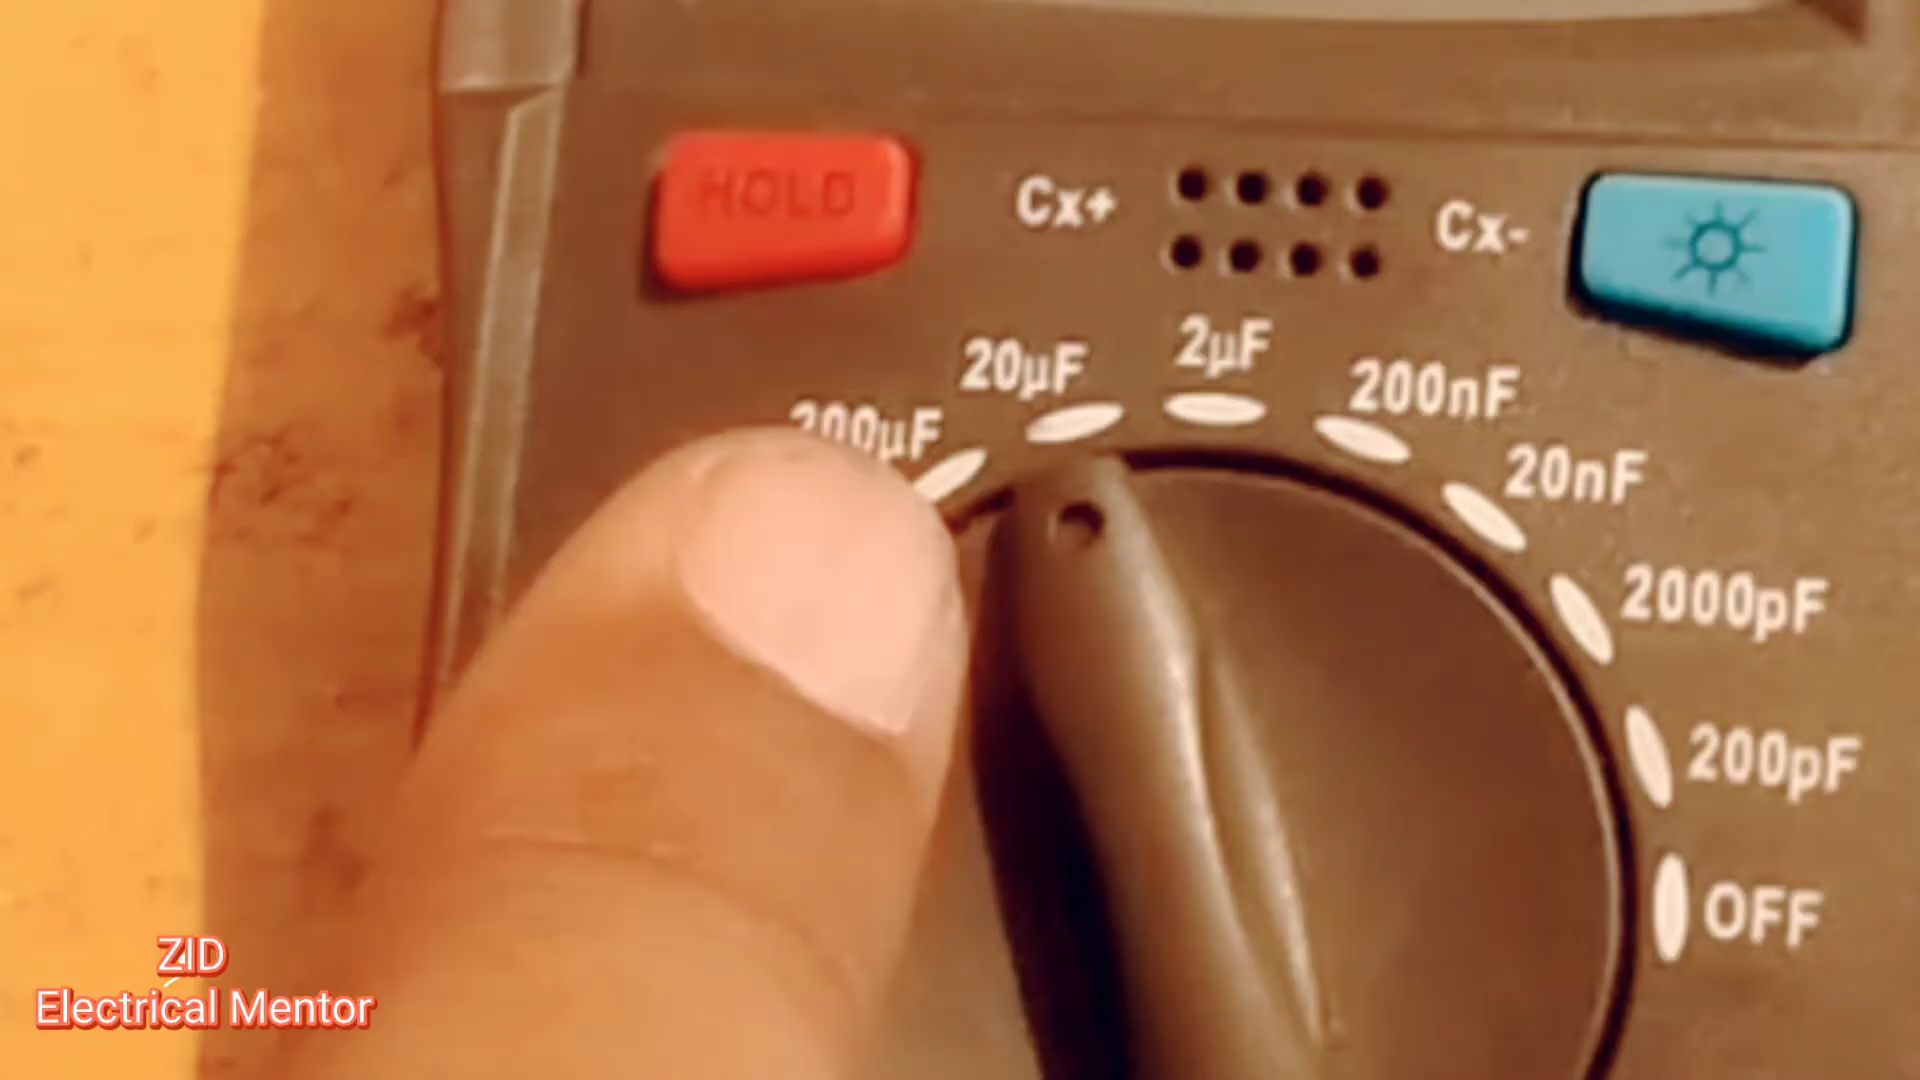 HOLD
Cx+
Cx-
200µF
20µF
2µF
200nF
20nF
2000pF
200pF
OFF
ZID
Electrical Mentor